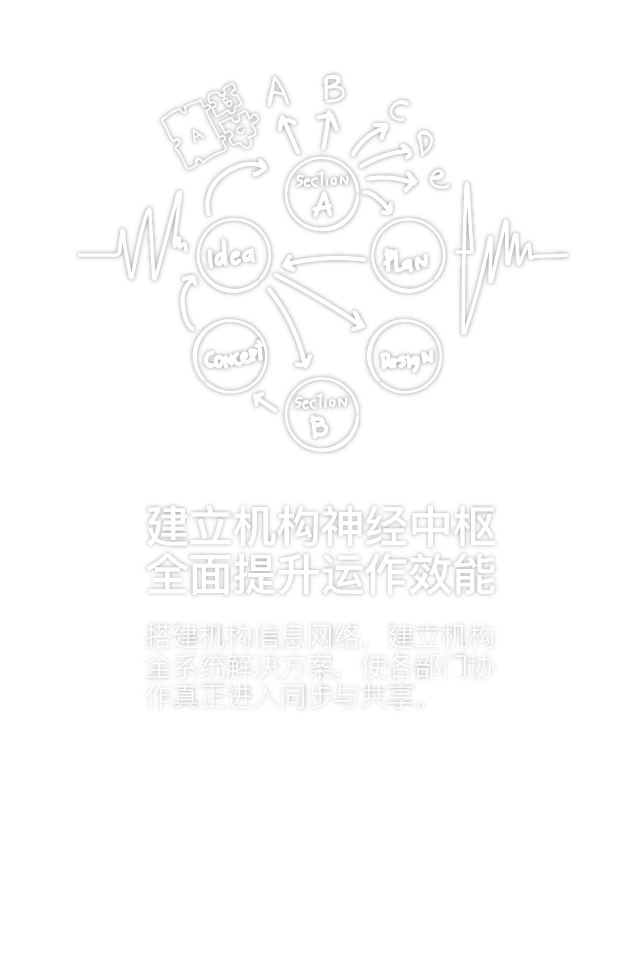 A
B
C
A
B
C
D
e
Section
A
Idea
PLAN
CONCEPT
Design
Section
B
建立机构神经中枢
全面提升运作效能
搭建机构信息网络，建立机构
全系统解决方案，使各部门协
作真正进入同步与共享。